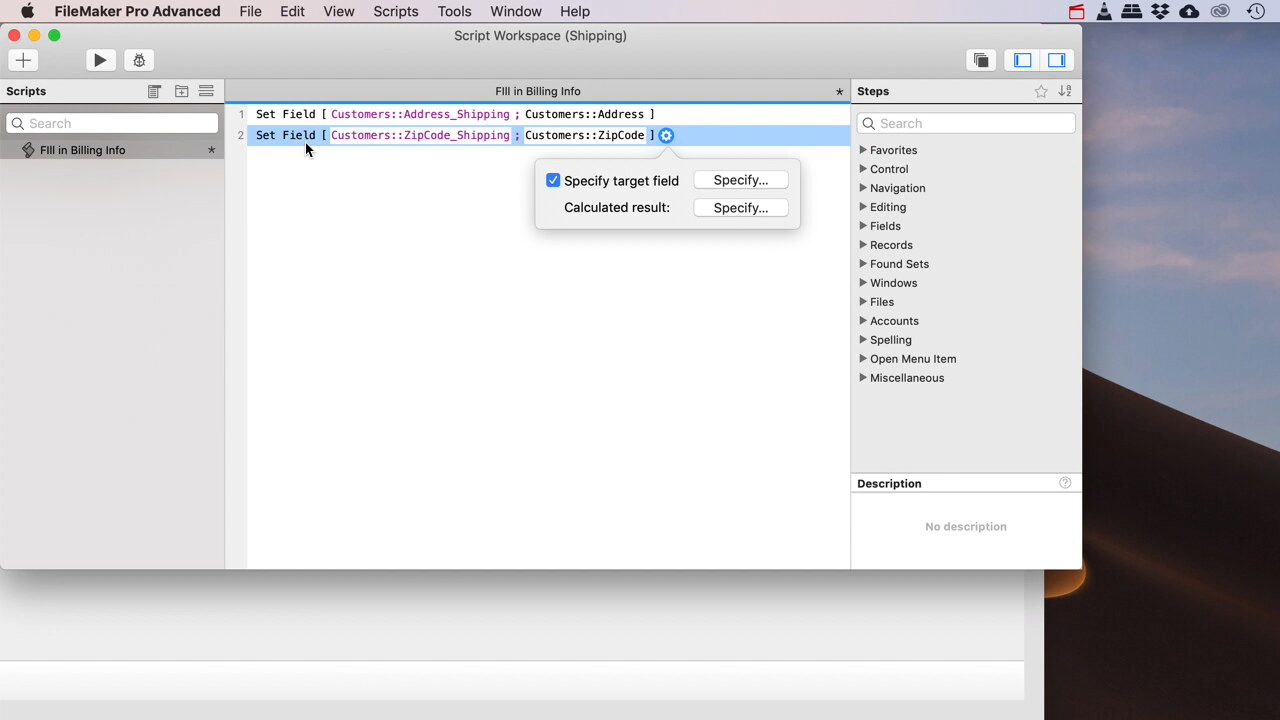 FileMaker Pro Advanced File Edit View Scripts Tools Window Help
Script Workspace (Shipping)
Scripts
FIll in Billing Info *
Steps
Search
FIll in Billing Info *
1 Set Field [ Customers::Address_Shipping ; Customers::Address ]
2 Set Field [ Customers::ZipCode_Shipping ; Customers::ZipCode ]
Specify target field Specify...
Calculated result: Specify...
Search
Favorites
Control
Navigation
Editing
Fields
Records
Found Sets
Windows
Files
Accounts
Spelling
Open Menu Item
Miscellaneous
Description
No description